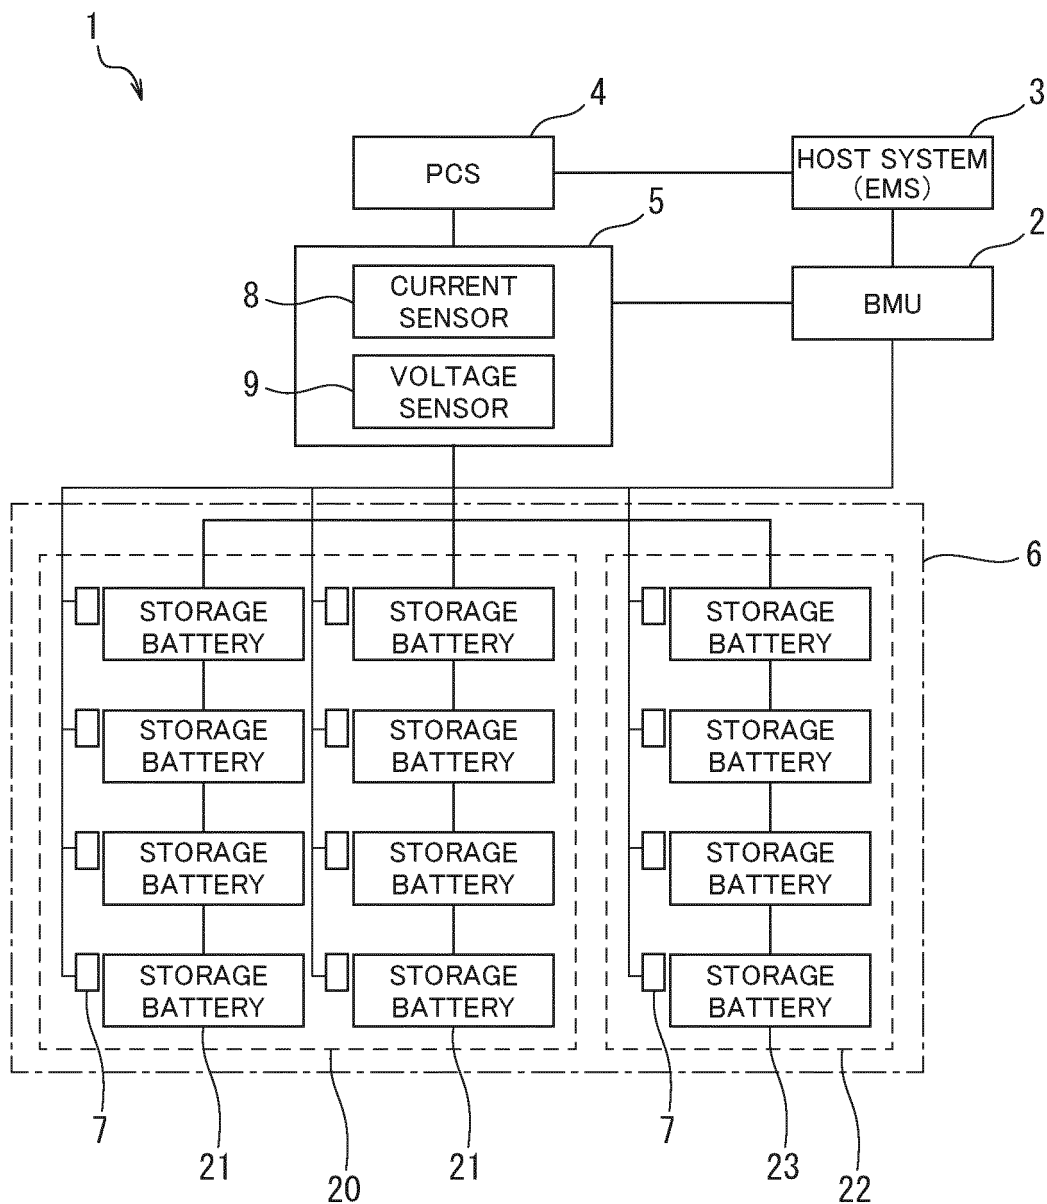 1
4
3
PCS
HOST SYSTEM
(EMS)
5
2
8
CURRENT
SENSOR
BMU
9
VOLTAGE
SENSOR
6
STORAGE
BATTERY
STORAGE
BATTERY
STORAGE
BATTERY
STORAGE
BATTERY
STORAGE
BATTERY
STORAGE
BATTERY
STORAGE
BATTERY
STORAGE
BATTERY
STORAGE
BATTERY
STORAGE
BATTERY
STORAGE
BATTERY
STORAGE
BATTERY
7
21
20
21
7
23
22